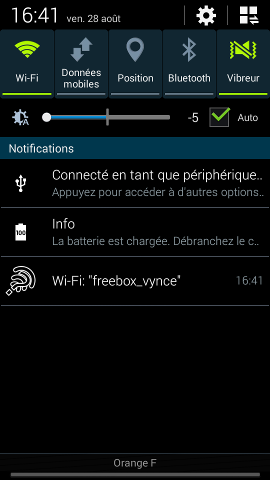 16:41 ven. 28 août
Wi-Fi
Données
mobiles
Position
Bluetooth
Vibreur
A
-5 Auto
Notifications
Connecté en tant que périphérique..
Appuyez pour accéder à d'autres options..
100
Info
La batterie est chargée. Débranchez le c..
Wi-Fi: "freebox_vynce" 16:41
Orange F